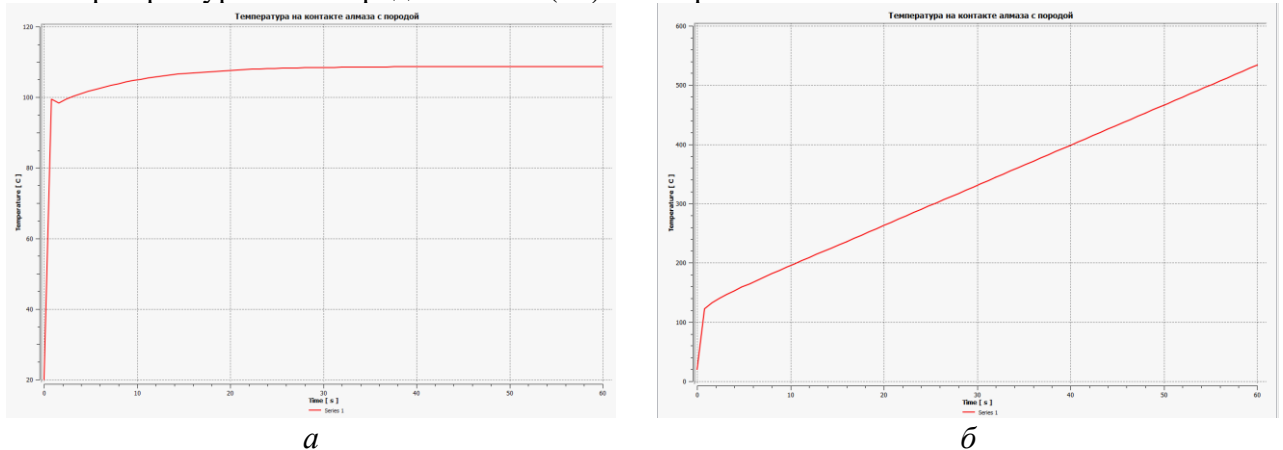 Температура на контакте алмаза с породой
120
100
80
60
40
20
Temperature [ C ]
0 10 20 30 40 50 60
Time [ s ]
Series 1
а
Температура на контакте алмаза с породой
600
500
400
300
200
100
0
Temperature [ C ]
0 10 20 30 40 50 60
Time [ s ]
Series 1
б